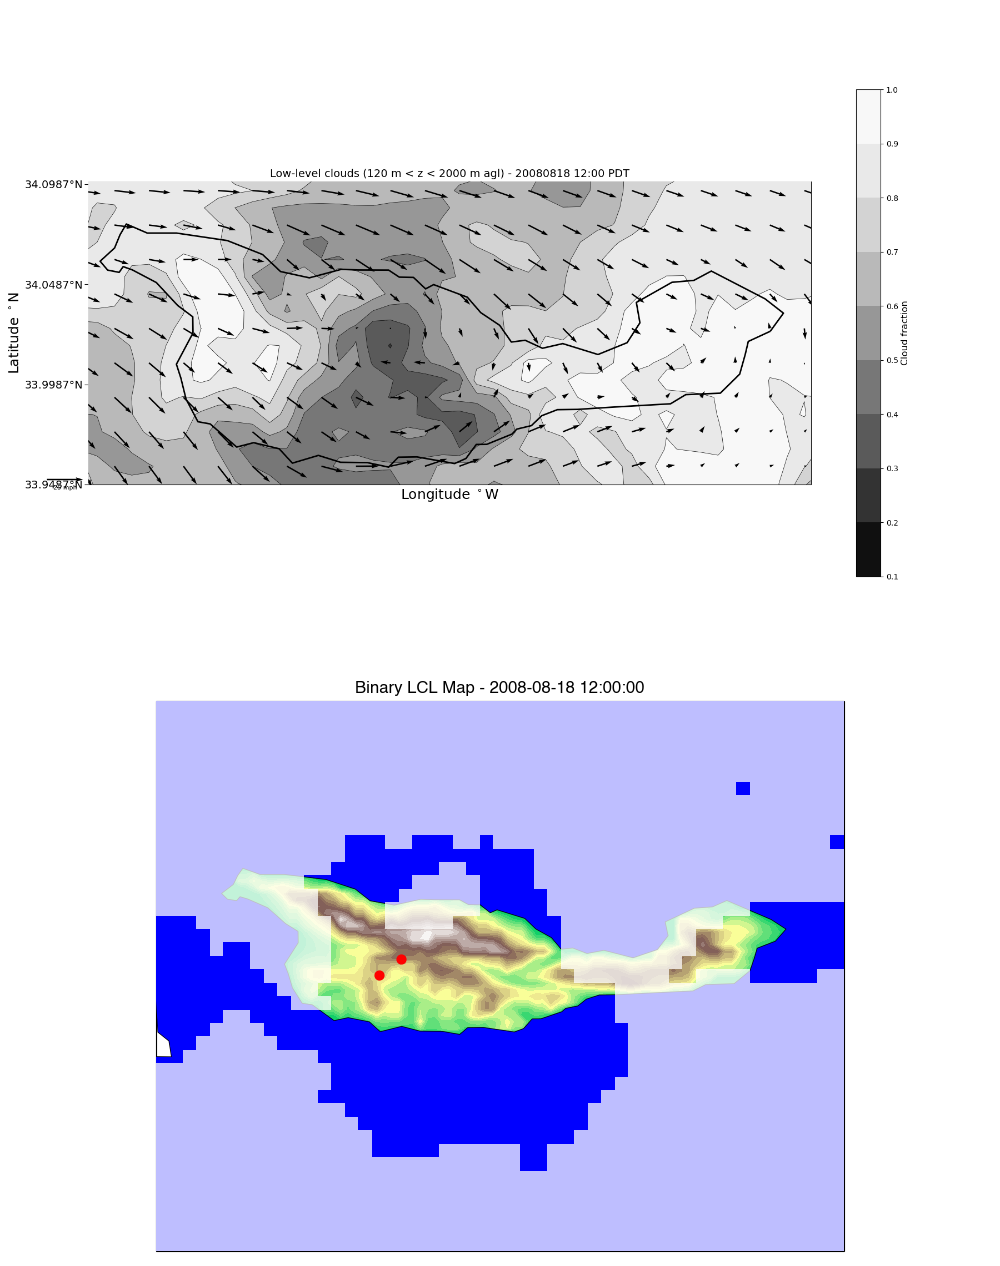 Low-level clouds (120 m < z < 2000 m agl) - 20080818 12:00 PDT
34.0987°N
34.0487°N
33.9987°N
33.9487°N
Latitude °N
Longitude °W
1.0
0.9
0.8
0.7
0.6
0.5
0.4
0.3
0.2
0.1
Cloud fraction
Binary LCL Map - 2008-08-18 12:00:00